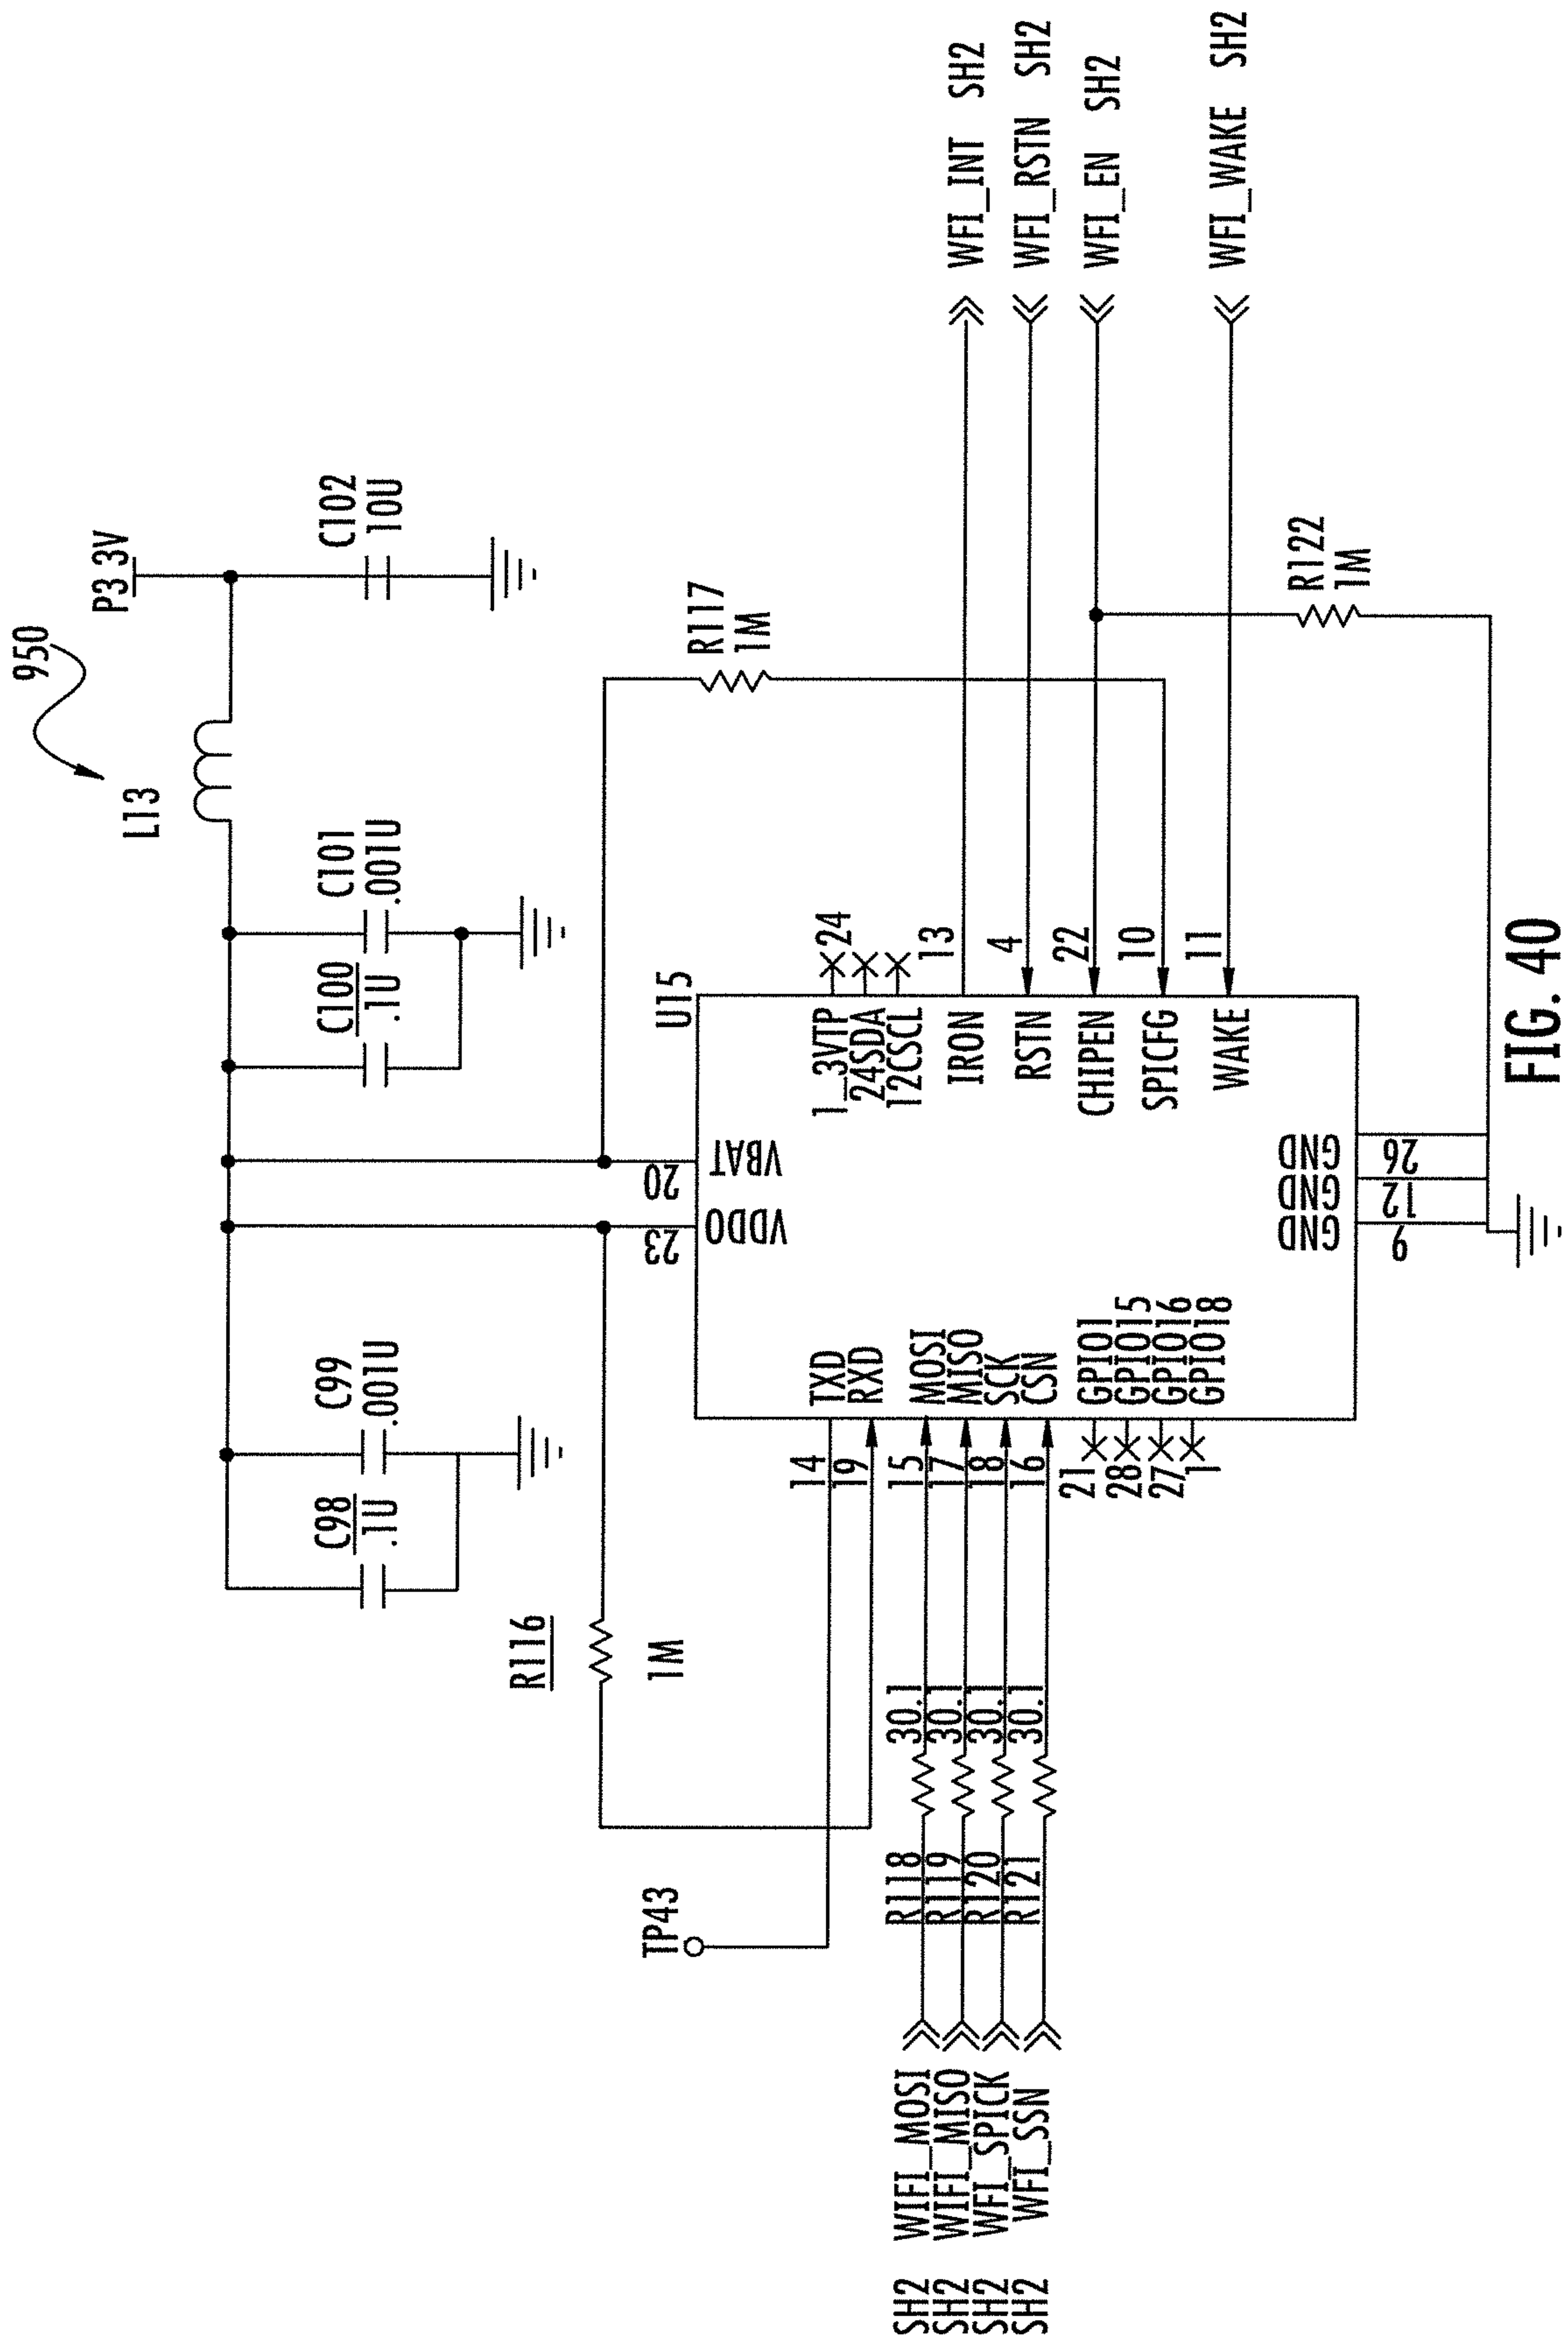 950
P3 3V
L13
C102
10U
C101
.001U
C100
.1U
C99
.001U
C98
.1U
R116
1M
R117
1M
TP43
U15
20
VBAT
23
VDDO
14
TXD
19
RXD
SH2 WIFI_MOSI R118 30.1 15 MOSI
SH2 WIFI_MISO R119 30.1 17 MISO
SH2 WFI_SPICK R120 30.1 18 SCK
SH2 WFI_SSN R121 30.1 16 CSN
21 GPIO1
28 GPIO15
27 GPIO16
1 GPIO18
1_3VTP 24
24SDA
12CSCL
IRON 13 WFI_INT SH2
RSTN 4 WFI_RSTN SH2
CHIPEN 22 WFI_EN SH2
SPICFG 10
WAKE 11 WFI_WAKE SH2
R122
1M
GND GND GND
9 12 26
FIG. 40